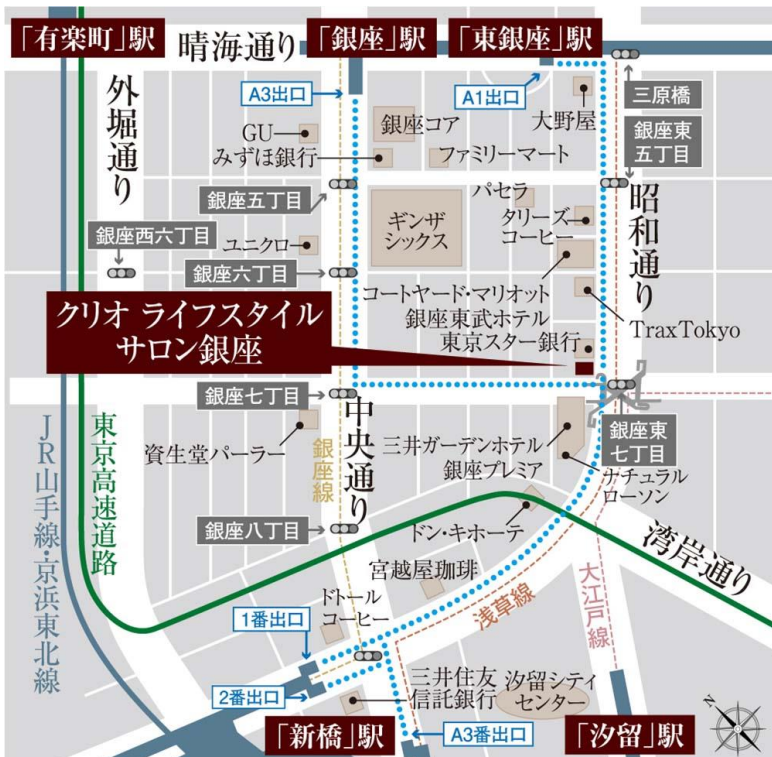 「有楽町」駅
「銀座」駅
「東銀座」駅
晴海通り
A3出口
A1出口
三原橋
外堀通り
GU
みずほ銀行
銀座コア
ファミリーマート
大野屋
銀座東
五丁目
銀座五丁目
昭和通り
銀座西六丁目
ユニクロ
銀座六丁目
ギンザ
シックス
パセラ
タリーズ
コーヒー
コートヤード・マリオット
銀座東武ホテル
TraxTokyo
東京スター銀行
クリオ ライフスタイル
サロン銀座
銀座七丁目
中央通り
銀座線
資生堂パーラー
三井ガーデンホテル
銀座プレミア
銀座東
七丁目
ナチュラル
ローソン
JR山手線・京浜東北線
東京高速道路
銀座八丁目
ドン・キホーテ
湾岸通り
宮越屋珈琲
浅草線
大江戸線
ドトール
コーヒー
1番出口
2番出口
三井住友
信託銀行
汐留シティ
センター
「新橋」駅
A3番出口
「汐留」駅
N